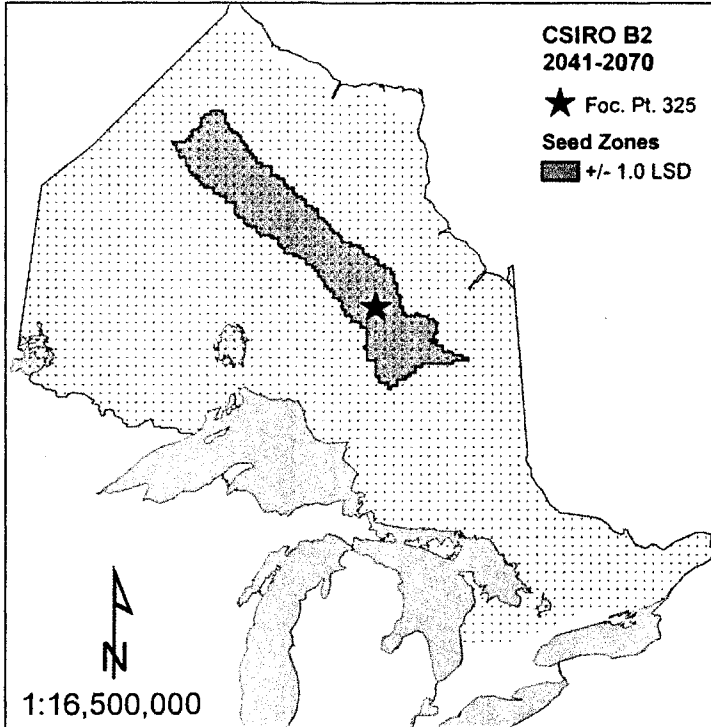 CSIRO B2
2041-2070
Foc. Pt. 325
Seed Zones
+/- 1.0 LSD
N
1:16,500,000